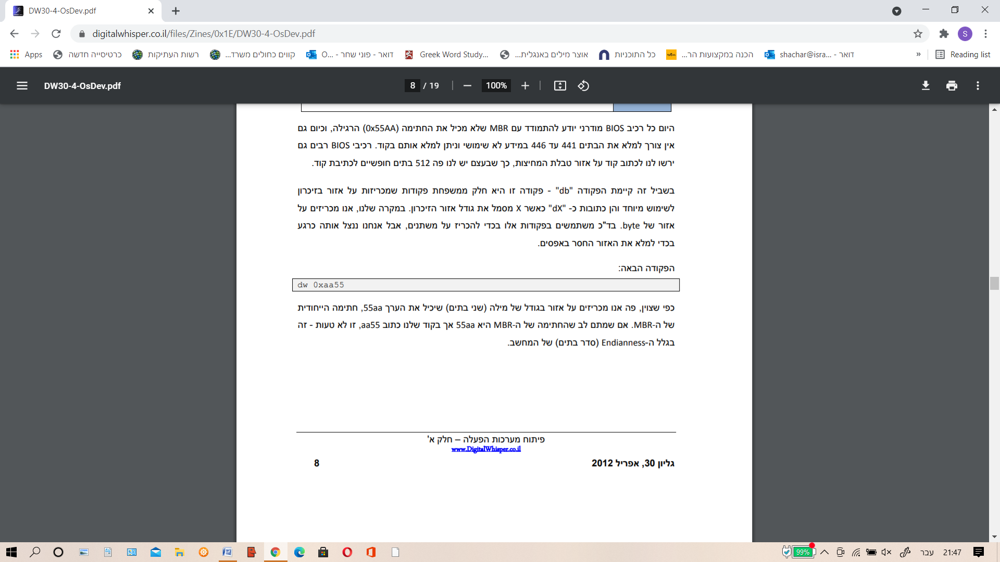 DW30-4-OsDev.pdf
digitalwhisper.co.il/files/Zines/0x1E/DW30-4-OsDev.pdf
S
Apps
כרטיסייה חדשה
רשות העתיקות
קווים כחולים משרד...
דואר - פוני שחר - O...
Greek Word Study...
אוצר מילים באנגלית...
כל התוכניות
הכנה במקצועות הר...
דואר - shachar@isra...
»
Reading list
DW30-4-OsDev.pdf
8 / 19
100%
היום כל רכיב BIOS מודרני יודע להתמודד עם MBR שלא מכיל את החתימה (0x55AA) הרגילה, וכיום גם
אין צורך למלא את הבתים 441 עד 446 במידע לא שימושי וניתן למלא אותם בקוד. רכיבי BIOS רבים גם
ירשו לנו לכתוב קוד על אזור טבלת המחיצות, כך שבעצם יש לנו פה 512 בתים חופשיים לכתיבת קוד.
בשביל זה קיימת הפקודה "db" - פקודה זו היא חלק ממשפחת פקודות שמכריזות על אזור בזיכרון
לשימוש מיוחד והן כתובות כ- "dX" כאשר X מסמל את גודל אזור הזיכרון. במקרה שלנו, אנו מכריזים על
אזור של byte. בד"כ משתמשים בפקודות אלו בכדי להכריז על משתנים, אבל אנחנו ננצל אותה כרגע
בכדי למלא את האזור החסר באפסים.
הפקודה הבאה:
dw 0xaa55
כפי שצוין, פה אנו מכריזים על אזור בגודל של מילה (שני בתים) שיכיל את הערך 55aa, חתימה הייחודית
של ה-MBR. אם שמתם לב שהחתימה של ה-MBR היא 55aa אך בקוד שלנו כתוב aa55, זו לא טעות - זה
בגלל ה-Endianness (סדר בתים) של המחשב.
פיתוח מערכות הפעלה – חלק א'
www.DigitalWhisper.co.il
גליון 30, אפריל 2012
8
99%
עבר
21:47